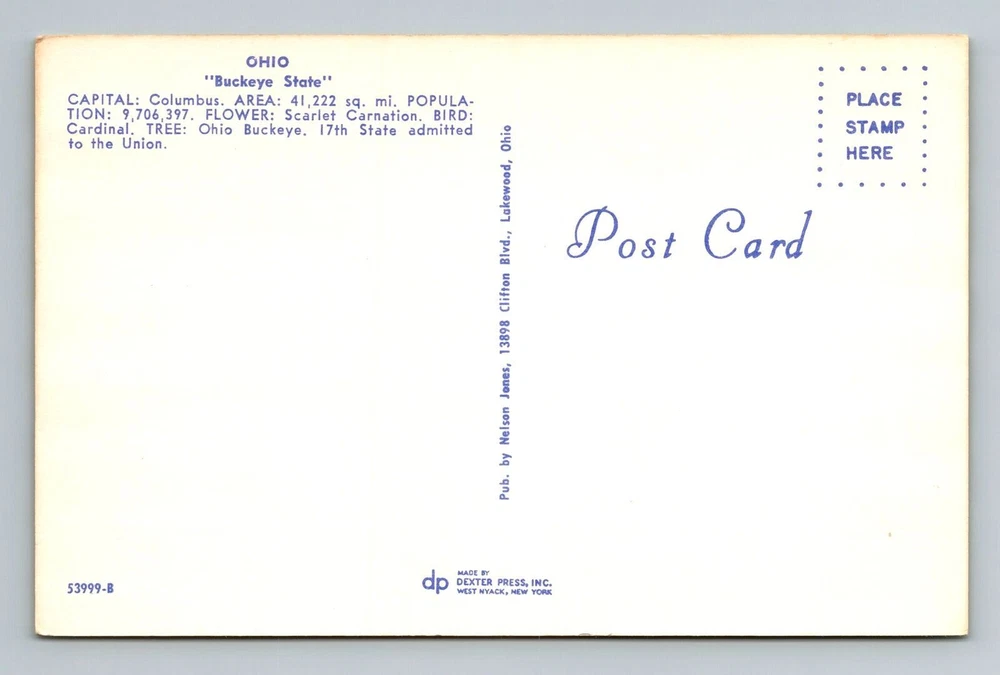 OHIO
"Buckeye State"
CAPITAL: Columbus. AREA: 41,222 sq. mi. POPULA-
TION: 9,706,397. FLOWER: Scarlet Carnation. BIRD:
Cardinal. TREE: Ohio Buckeye. 17th State admitted
to the Union.
Pub. by Nelson Jones, 13898 Clifton Blvd., Lakewood, Ohio
PLACE
STAMP
HERE
Post Card
53999-B
dp
MADE BY
DEXTER PRESS, INC.
WEST NYACK, NEW YORK